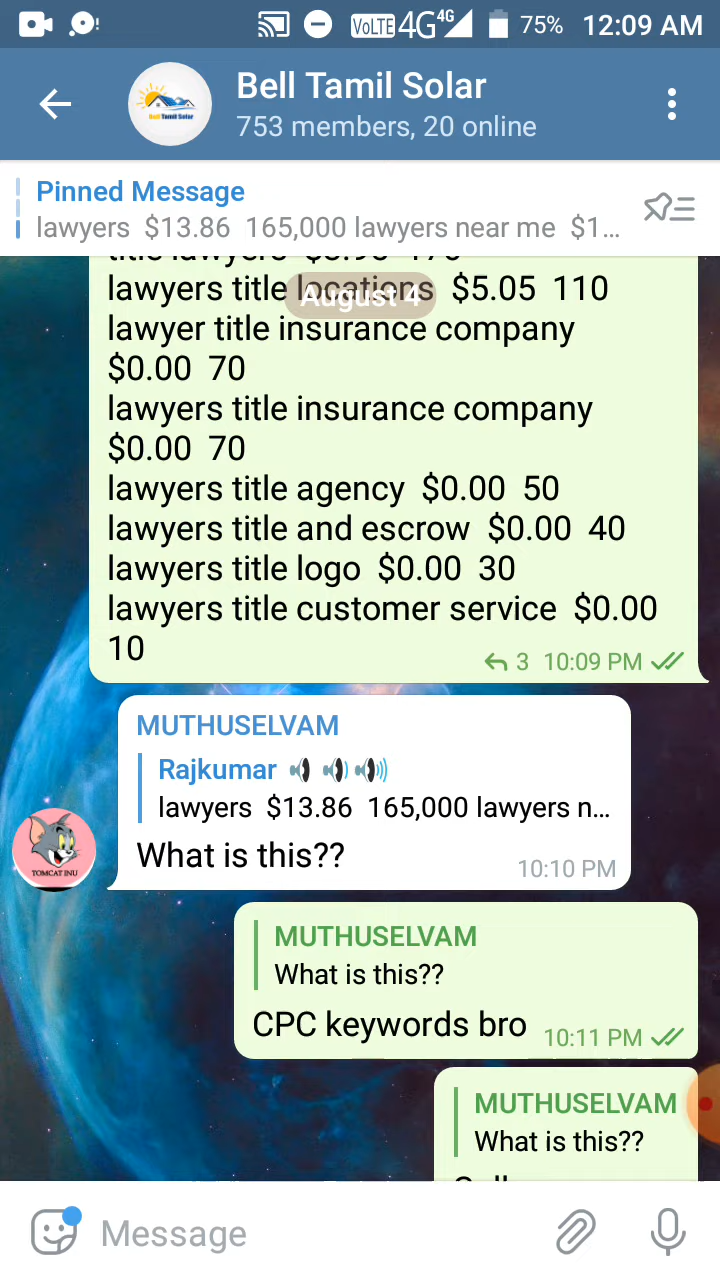 VoLTE 4G 4G 75% 12:09 AM
Bell Tamil Solar
Bell Tamil Solar
753 members, 20 online
Pinned Message
lawyers $13.86 165,000 lawyers near me $1...
lawyers title locations $5.05 110
August 4
lawyer title insurance company
$0.00 70
lawyers title insurance company
$0.00 70
lawyers title agency $0.00 50
lawyers title and escrow $0.00 40
lawyers title logo $0.00 30
lawyers title customer service $0.00
10
3 10:09 PM
MUTHUSELVAM
Rajkumar
lawyers $13.86 165,000 lawyers n...
What is this??
10:10 PM
TOMCAT INU
MUTHUSELVAM
What is this??
CPC keywords bro
10:11 PM
MUTHUSELVAM
What is this??
Message